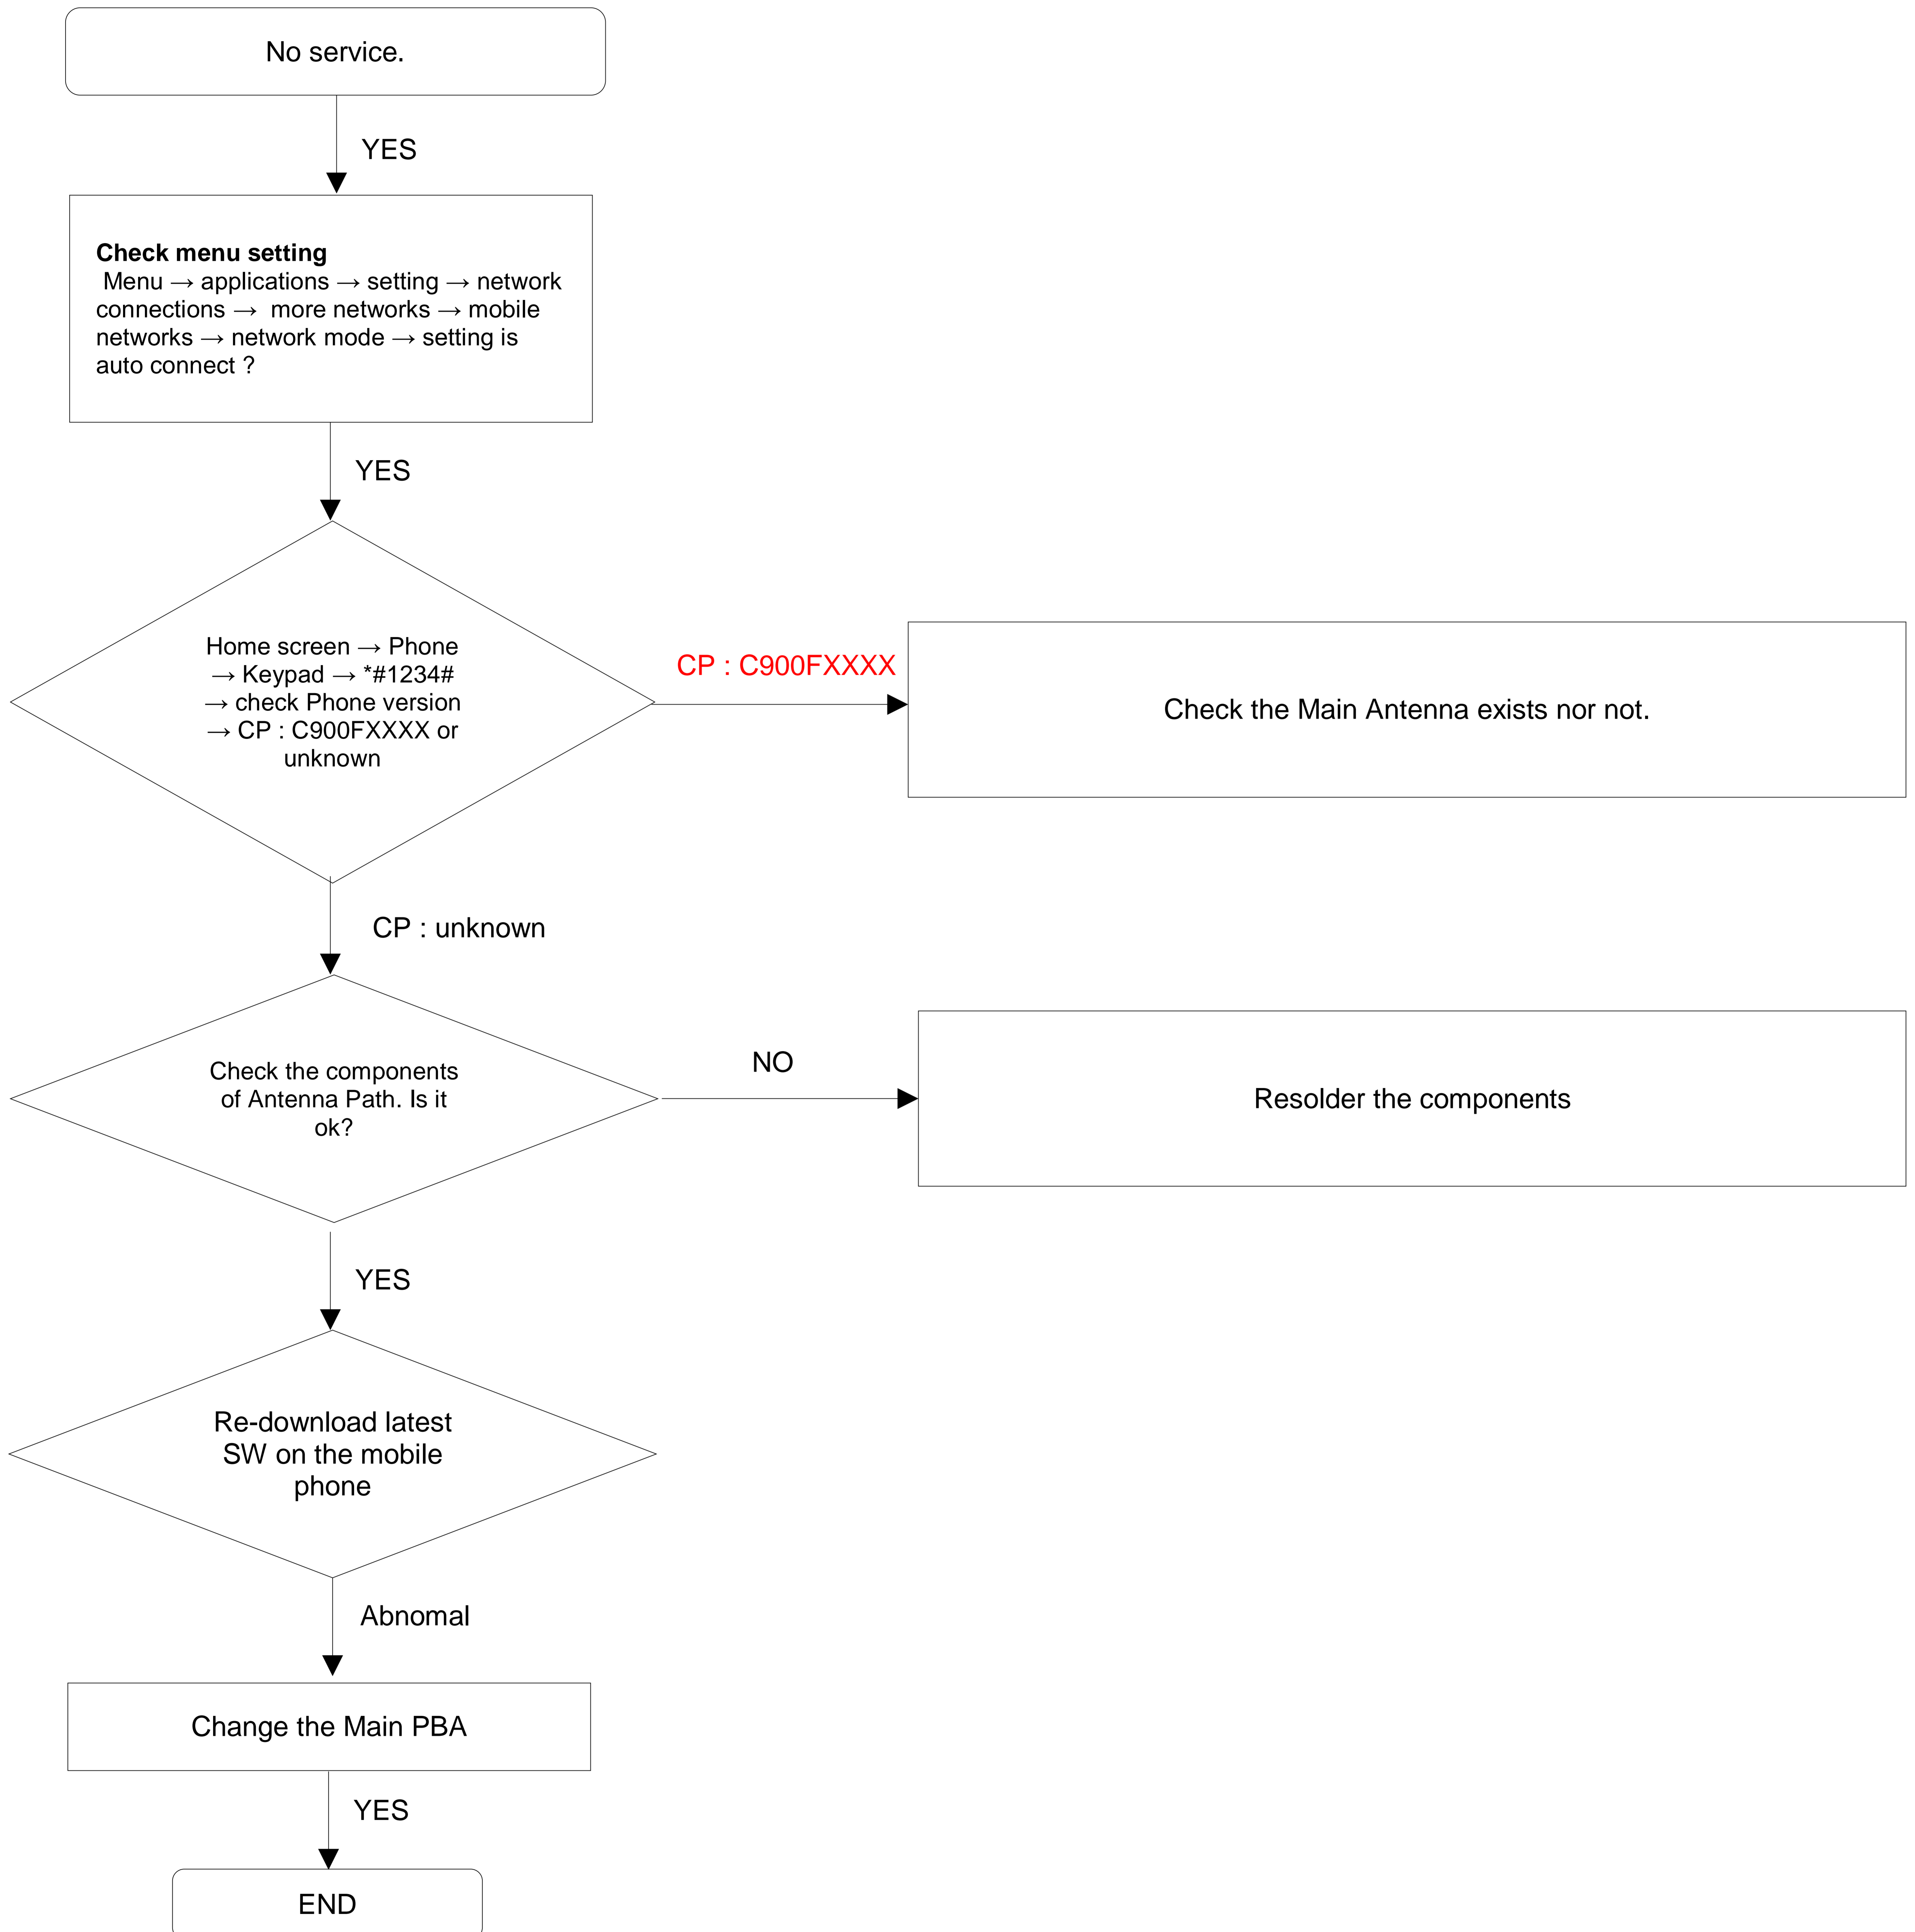 No service.
YES
Check menu setting
Menu → applications → setting → network
connections → more networks → mobile
networks → network mode → setting is
auto connect ?
YES
Home screen → Phone
→ Keypad → *#1234#
→ check Phone version
→ CP : C900FXXXX or
unknown
CP : C900FXXXX
Check the Main Antenna exists nor not.
CP : unknown
Check the components
of Antenna Path. Is it
ok?
NO
Resolder the components
YES
Re-download latest
SW on the mobile
phone
Abnomal
Change the Main PBA
YES
END